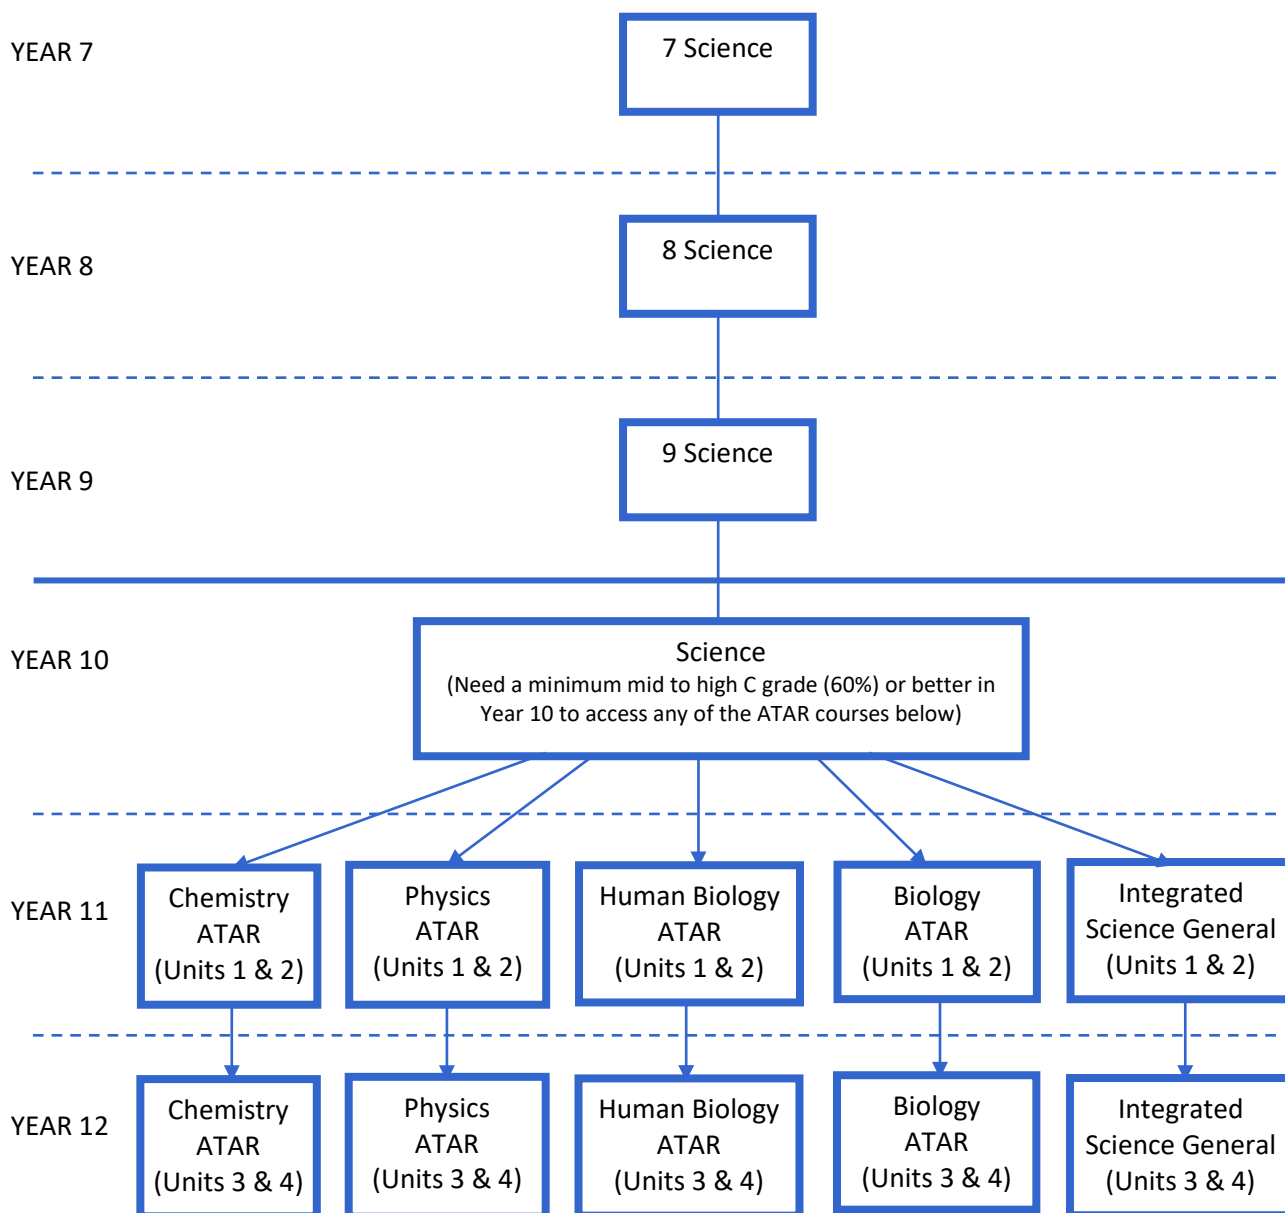 YEAR 7
7 Science
YEAR 8
8 Science
YEAR 9
9 Science
YEAR 10
Science
(Need a minimum mid to high C grade (60%) or better in
Year 10 to access any of the ATAR courses below)
YEAR 11
Chemistry
ATAR
(Units 1 & 2)
Physics
ATAR
(Units 1 & 2)
Human Biology
ATAR
(Units 1 & 2)
Biology
ATAR
(Units 1 & 2)
Integrated
Science General
(Units 1 & 2)
YEAR 12
Chemistry
ATAR
(Units 3 & 4)
Physics
ATAR
(Units 3 & 4)
Human Biology
ATAR
(Units 3 & 4)
Biology
ATAR
(Units 3 & 4)
Integrated
Science General
(Units 3 & 4)